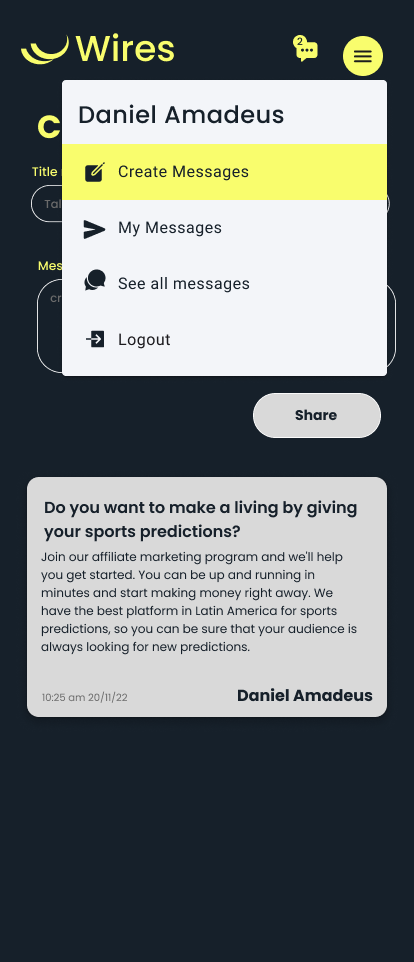 Wires
2
Daniel Amadeus
Create Messages
My Messages
See all messages
Logout
Title
Share
Do you want to make a living by giving
your sports predictions?
Join our affiliate marketing program and we'll help
you get started. You can be up and running in
minutes and start making money right away. We
have the best platform in Latin America for sports
predictions, so you can be sure that your audience is
always looking for new predictions.
10:25 am 20/11/22
Daniel Amadeus